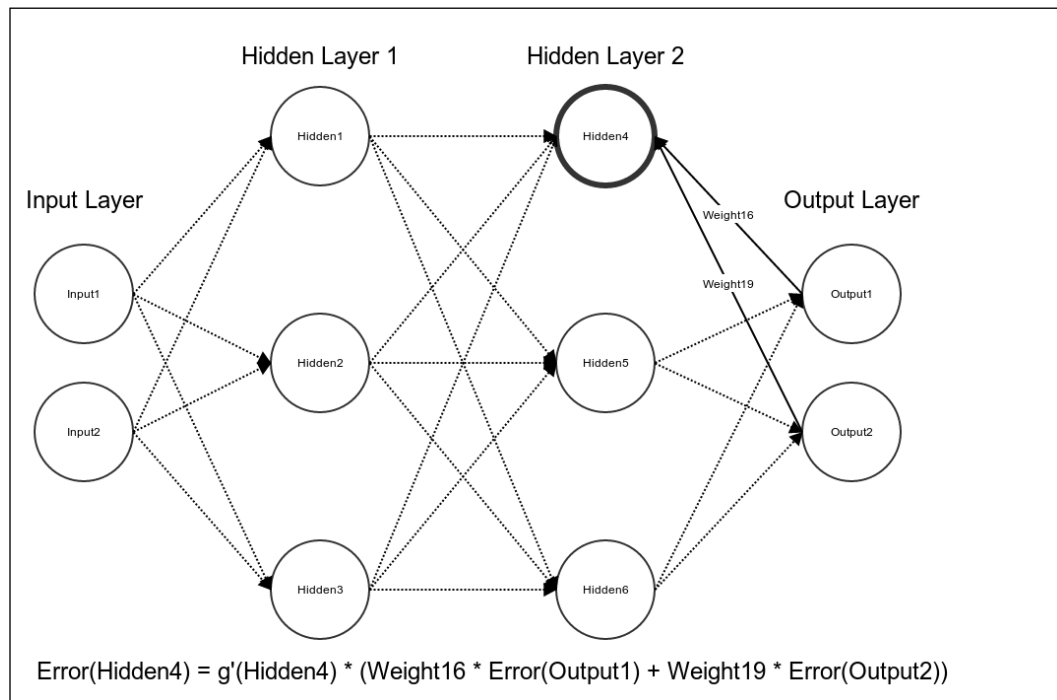 Hidden Layer 1
Hidden Layer 2
Hidden1
Hidden4
Input Layer
Output Layer
Weight16
Weight19
Input1
Output1
Hidden2
Hidden5
Input2
Output2
Hidden3
Hidden6
Error(Hidden4) = g'(Hidden4) * (Weight16 * Error(Output1) + Weight19 * Error(Output2))